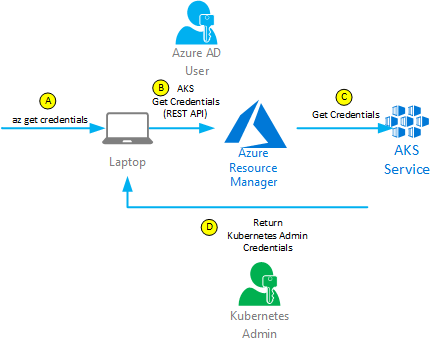 Azure AD
User
A
az get credentials
B
AKS
Get Credentials
(REST API)
C
Get Credentials
Laptop
Azure
Resource
Manager
AKS
Service
D
Return
Kubernetes Admin
Credentials
Kubernetes
Admin